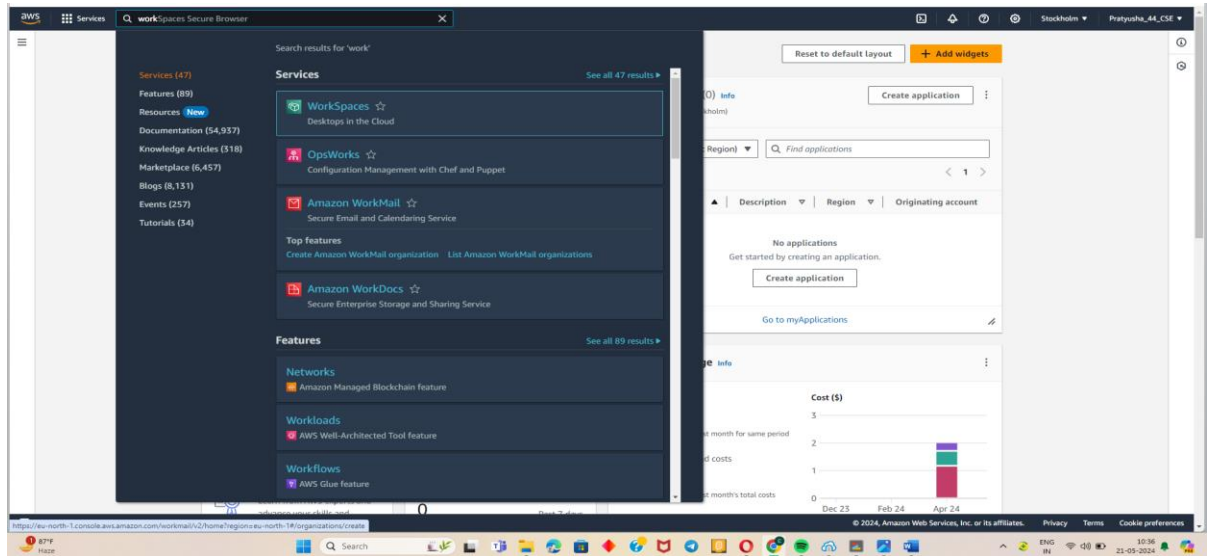 aws
Services
workSpaces Secure Browser
Stockholm
Pratyusha_44_CSE
Search results for 'work'
Services (47)
Features (89)
Resources New
Documentation (54,937)
Knowledge Articles (318)
Marketplace (6,457)
Blogs (8,131)
Events (257)
Tutorials (34)
Services
See all 47 results
WorkSpaces
Desktops in the Cloud
OpsWorks
Configuration Management with Chef and Puppet
Amazon WorkMail
Secure Email and Calendaring Service
Top features
Create Amazon WorkMail organization List Amazon WorkMail organizations
Amazon WorkDocs
Secure Enterprise Storage and Sharing Service
Features
See all 89 results
Networks
Amazon Managed Blockchain feature
Workloads
AWS Well-Architected Tool feature
Workflows
AWS Glue feature
Reset to default layout
+ Add widgets
(0) Info
Create application
Region)
Find applications
1
Description Region Originating account
No applications
Get started by creating an application.
Create application
Go to myApplications
Info
Cost ($)
3
month for same period
2
costs
1
month's total costs
0
Dec 23 Feb 24 Apr 24
0
https://eu-north-1.console.aws.amazon.com/workmail/v2/home?region=eu-north-1#/organizations/create
© 2024, Amazon Web Services, Inc. or its affiliates. Privacy Terms Cookie preferences
87°F
Haze
Search
ENG
IN
10:36
21-05-2024